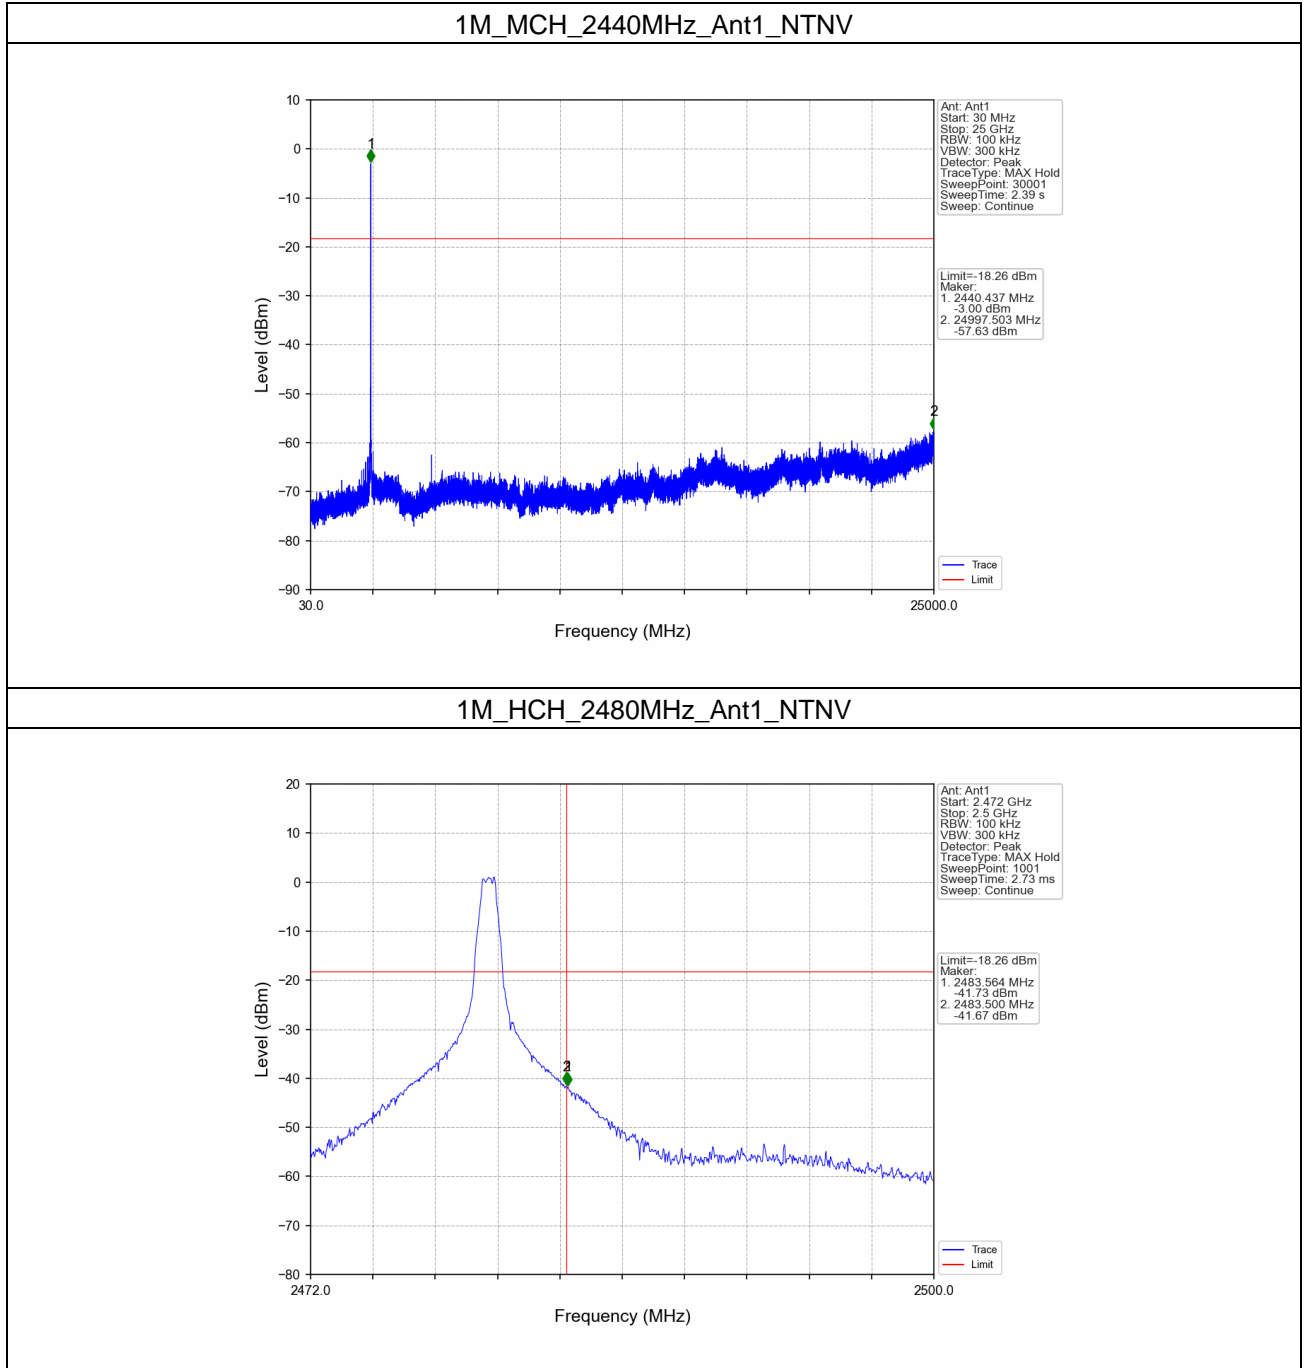 1M_MCH_2440MHz_Ant1_NTNV
10
0
−10
−20
−30
−40
−50
−60
−70
−80
−90
Level (dBm)
1
2
30.0
25000.0
Frequency (MHz)
Ant: Ant1
Start: 30 MHz
Stop: 25 GHz
RBW: 100 kHz
VBW: 300 kHz
Detector: Peak
TraceType: MAX Hold
SweepPoint: 30001
SweepTime: 2.39 s
Sweep: Continue
Limit=-18.26 dBm
Maker:
1. 2440.437 MHz
-3.00 dBm
2. 24997.503 MHz
-57.63 dBm
Trace
Limit
1M_HCH_2480MHz_Ant1_NTNV
20
10
0
−10
−20
−30
−40
−50
−60
−70
−80
Level (dBm)
2
2472.0
2500.0
Frequency (MHz)
Ant: Ant1
Start: 2.472 GHz
Stop: 2.5 GHz
RBW: 100 kHz
VBW: 300 kHz
Detector: Peak
TraceType: MAX Hold
SweepPoint: 1001
SweepTime: 2.73 ms
Sweep: Continue
Limit=-18.26 dBm
Maker:
1. 2483.564 MHz
-41.73 dBm
2. 2483.500 MHz
-41.67 dBm
Trace
Limit